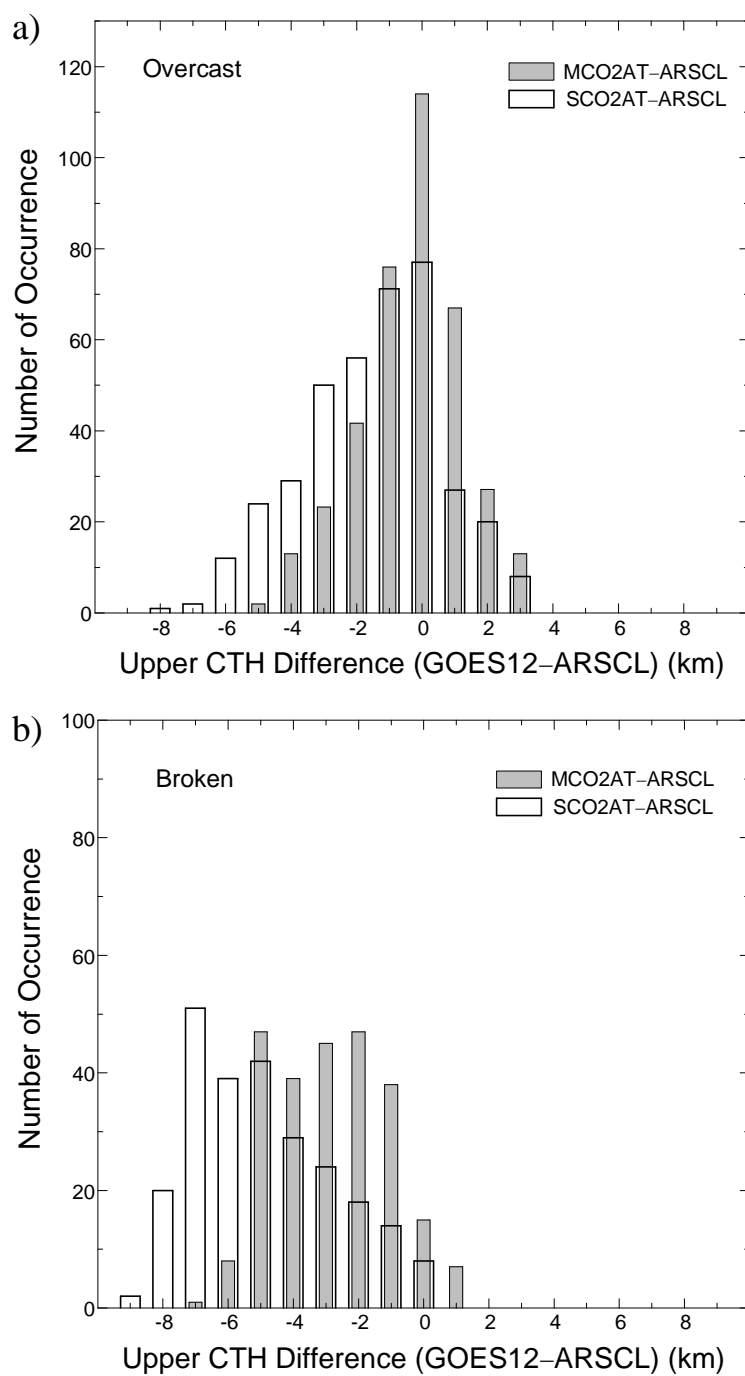 a)
Overcast
MCO2AT–ARSCL
SCO2AT–ARSCL
Number of Occurrence
120
100
80
60
40
20
0
-8 -6 -4 -2 0 2 4 6 8
Upper CTH Difference (GOES12–ARSCL) (km)
b)
Broken
MCO2AT–ARSCL
SCO2AT–ARSCL
Number of Occurrence
100
80
60
40
20
0
-8 -6 -4 -2 0 2 4 6 8
Upper CTH Difference (GOES12–ARSCL) (km)